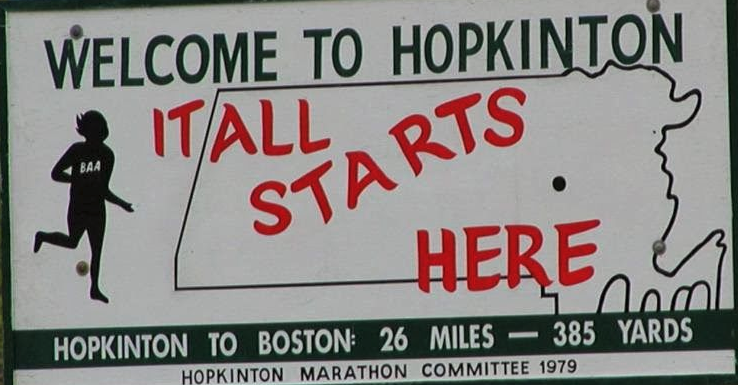 WELCOME TO HOPKINTON
IT ALL
STARTS
HERE
BAA
HOPKINTON TO BOSTON: 26 MILES — 385 YARDS
HOPKINTON MARATHON COMMITTEE 1979